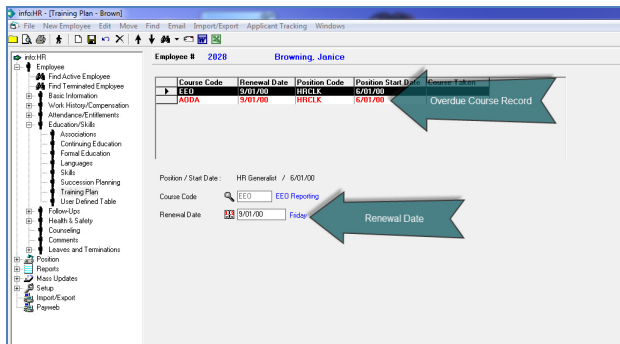 info:HR - [Training Plan - Brown]
File New Employee Edit Move Find Email Import/Export Applicant Tracking Windows
info:HR
Employee
Find Active Employee
Find Terminated Employee
Basic Information
Work History/Compensation
Attendance/Entitlements
Education/Skills
Associations
Continuing Education
Formal Education
Languages
Skills
Succession Planning
Training Plan
User Defined Table
Follow-Ups
Health & Safety
Counseling
Comments
Leaves and Terminations
Position
Reports
Mass Updates
Setup
Import/Export
Payweb
Employee # 2028 Browning, Janice
Course Code Renewal Date Position Code Position Start Date Course Taken
EEO 9/01/00 HRCLK 6/01/00
AODA 9/01/00 HRCLK 6/01/00
Overdue Course Record
Position / Start Date : HR Generalist / 6/01/00
Course Code EEO EEO Reporting
Renewal Date 9/01/00 Friday
Renewal Date